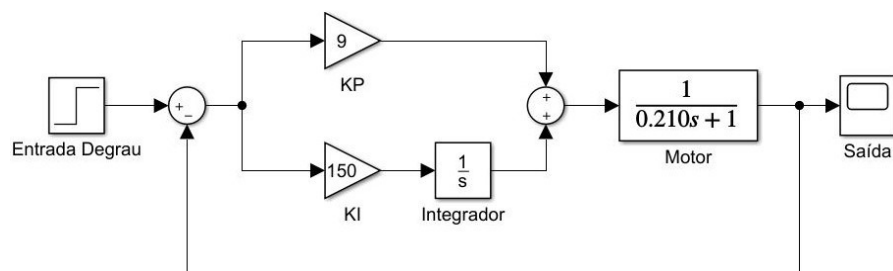 9
KP
+
−
Entrada Degrau
150
KI
1
s
Integrador
+
+
1
0.210s + 1
Motor
Saída